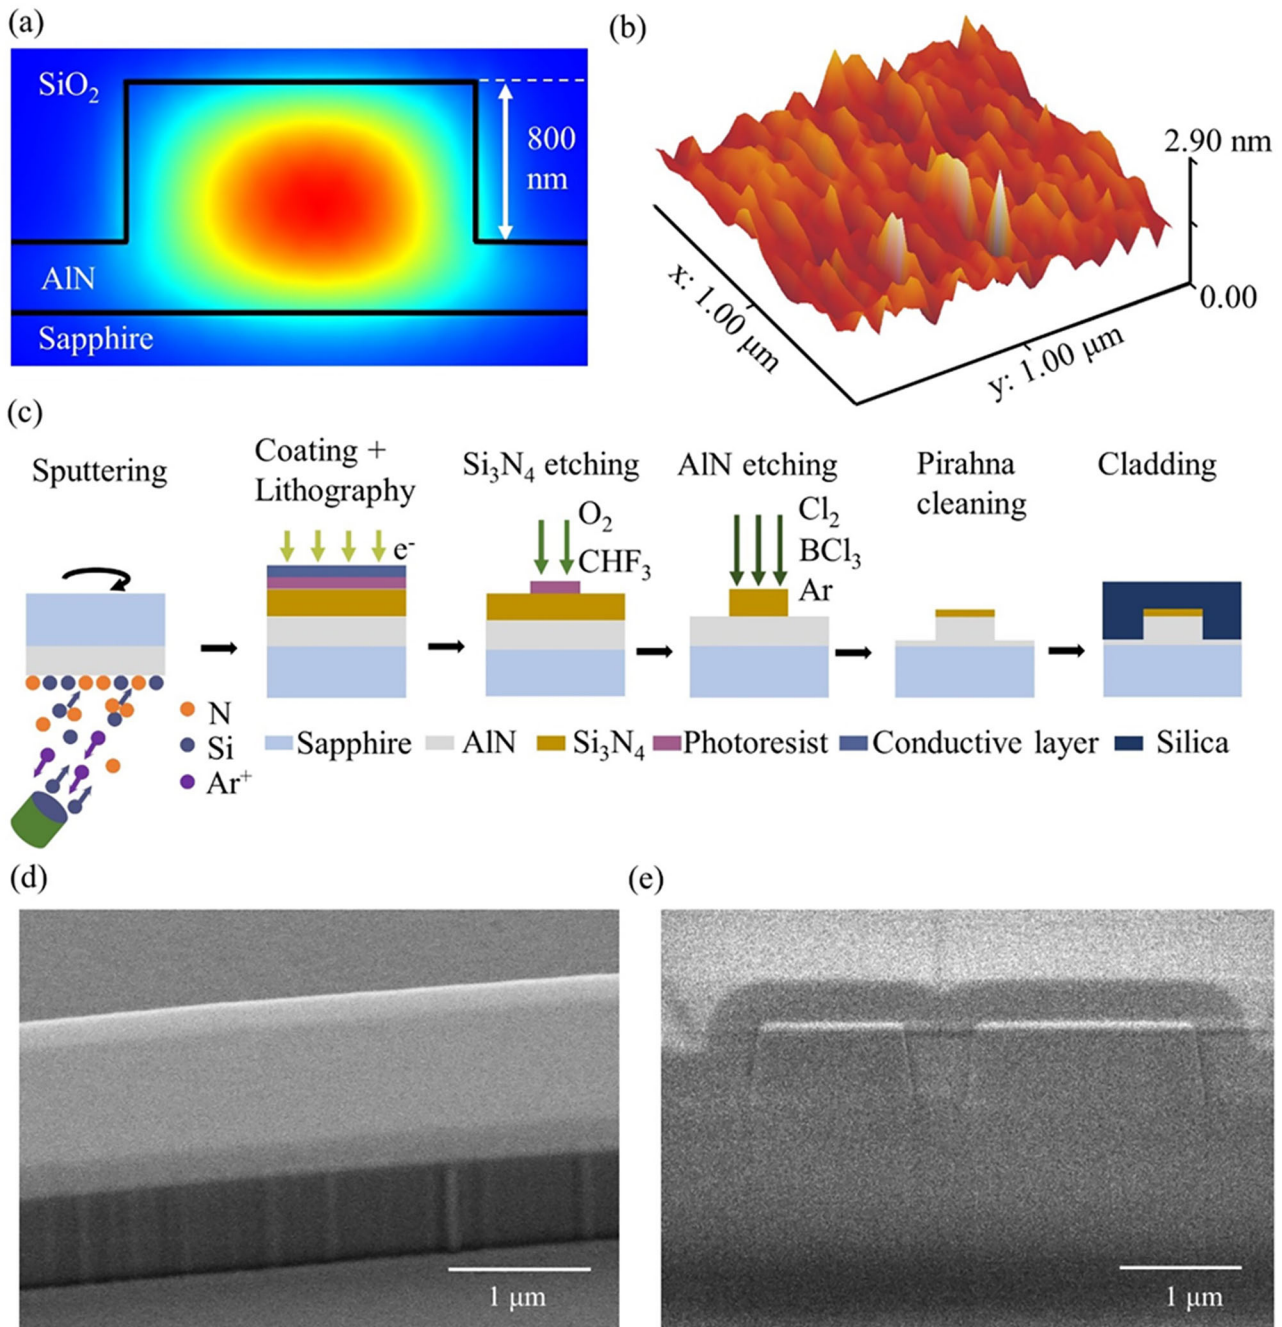 (a)
SiO₂
800
nm
AlN
Sapphire
(b)
2.90 nm
0.00
x: 1.00 μm
y: 1.00 μm
(c)
Sputtering
Coating +
Lithography
e⁻
Si₃N₄ etching
O₂
CHF₃
AlN etching
Cl₂
BCl₃
Ar
Pirahna
cleaning
Cladding
N
Si
Ar⁺
Sapphire AlN Si₃N₄ Photoresist Conductive layer Silica
(d)
1 μm
(e)
1 μm